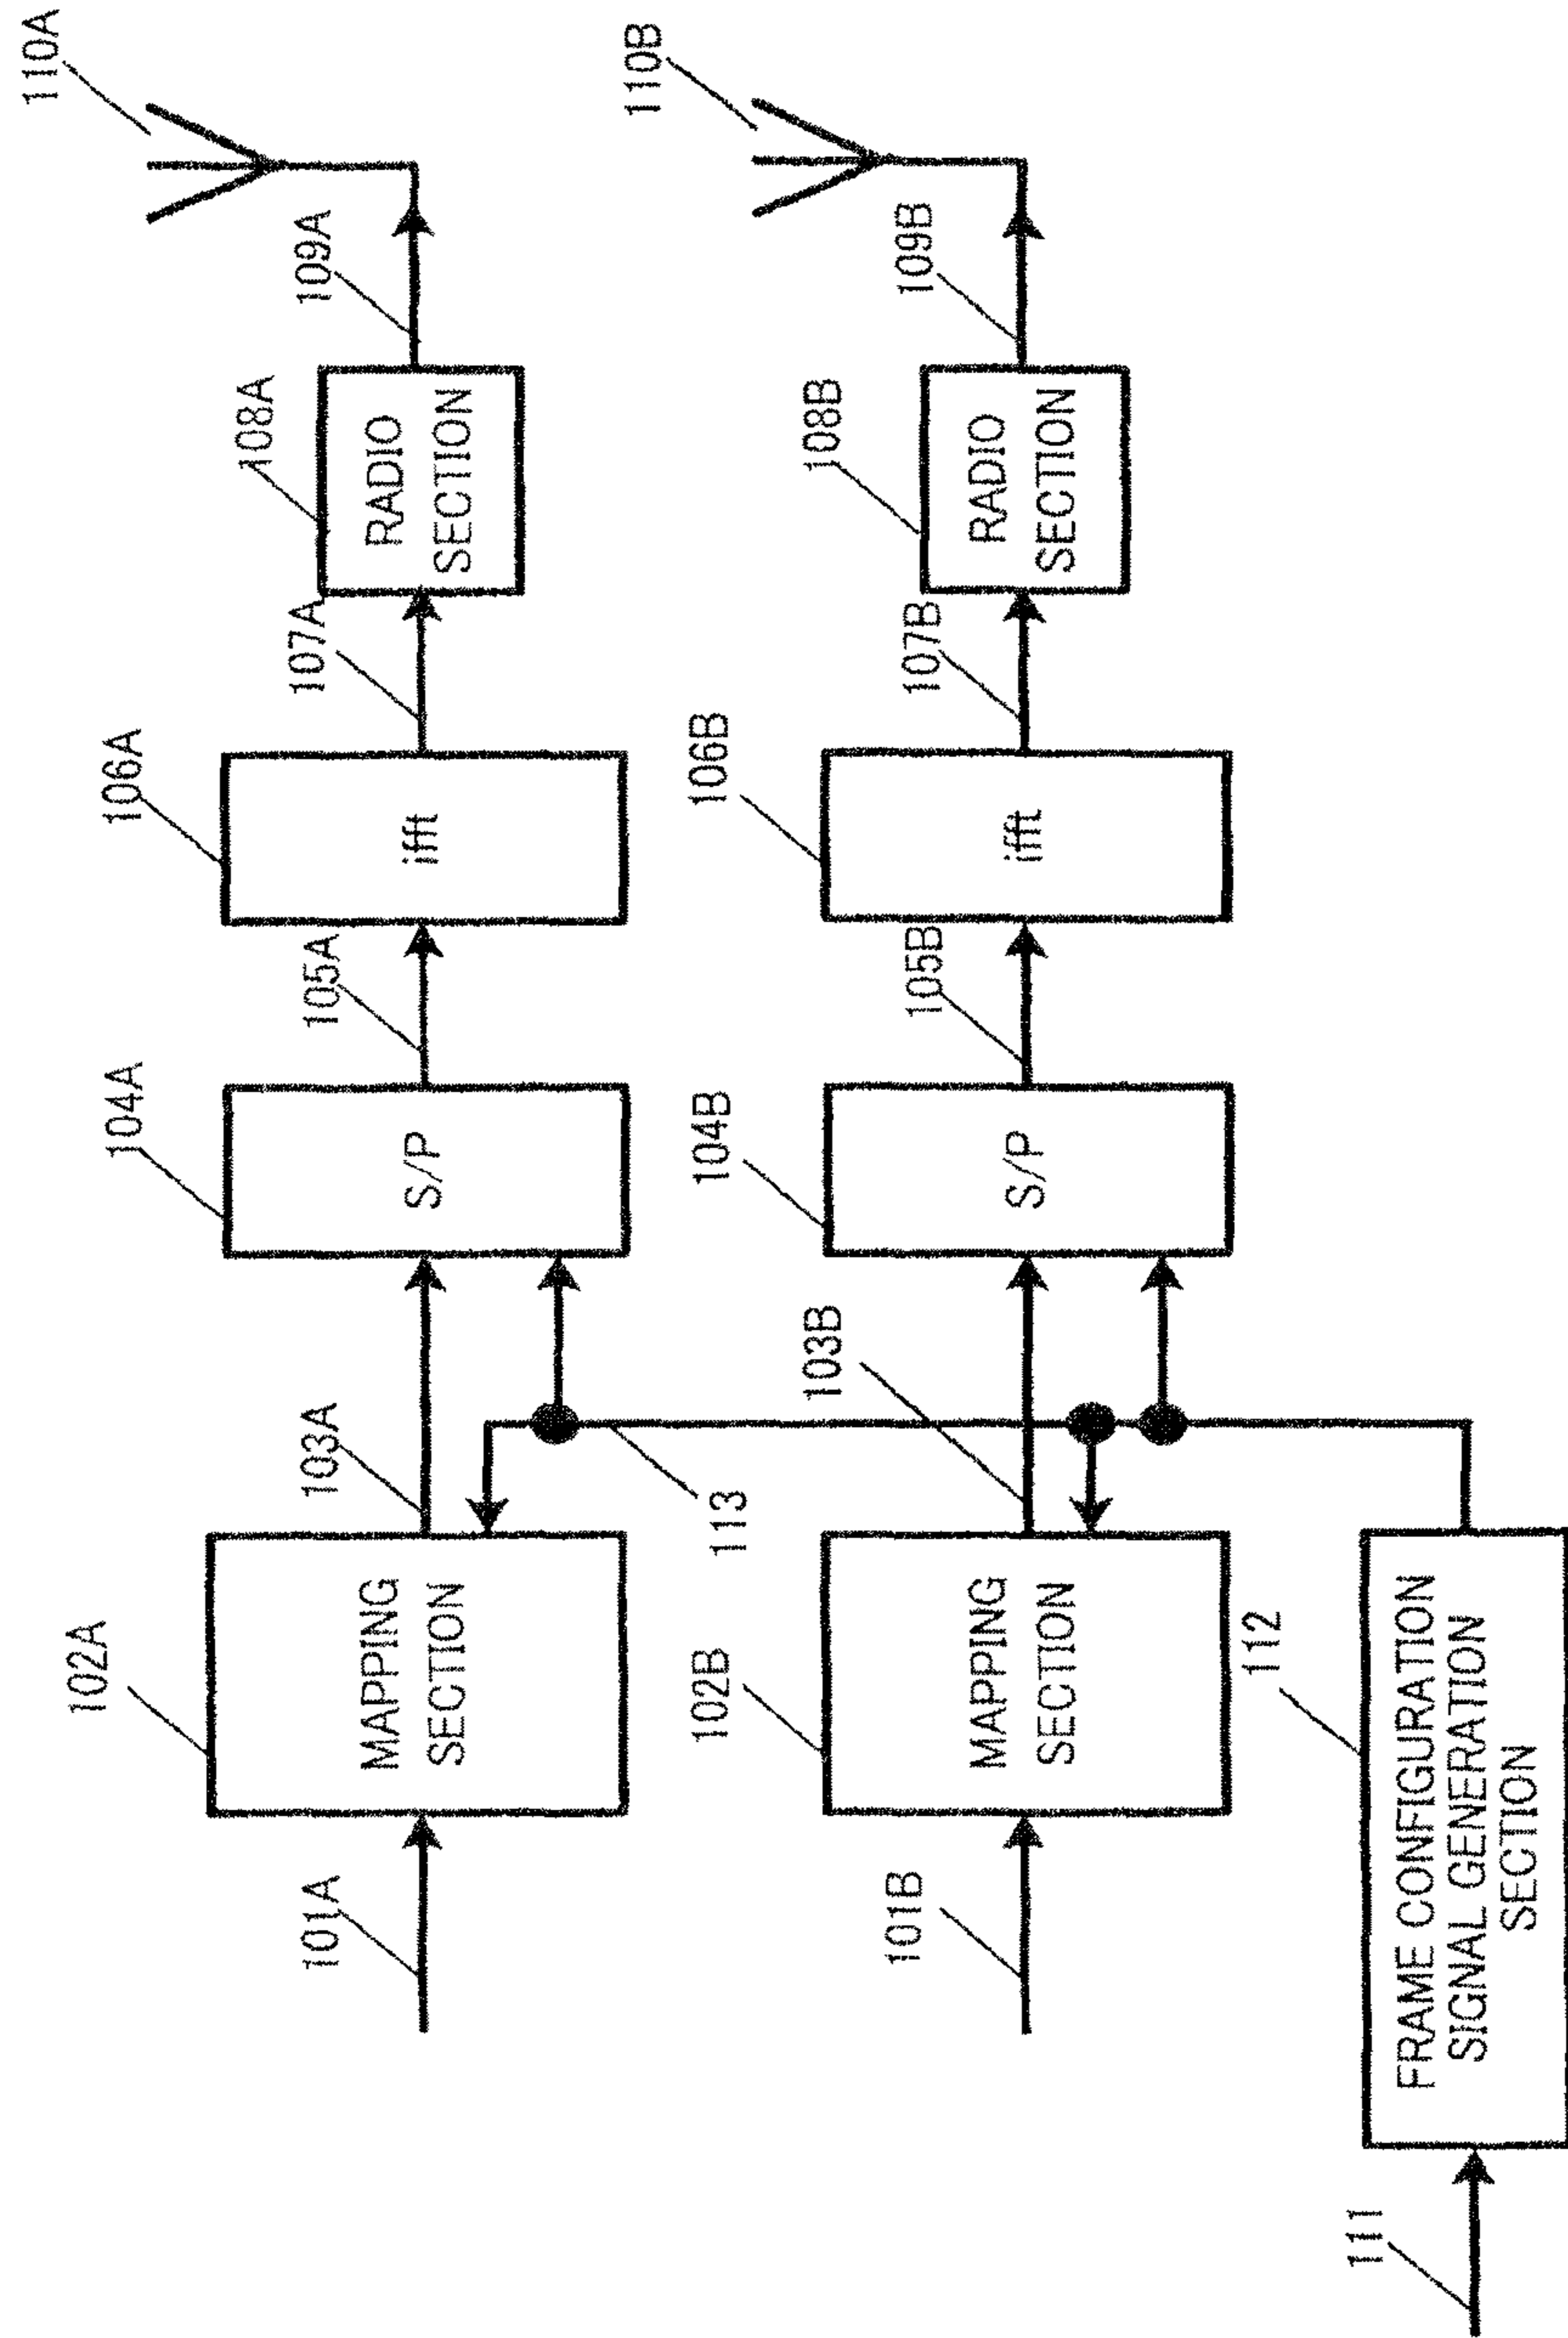 110A
109A
108A
RADIO
SECTION
107A
106A
ifft
105A
104A
S/P
103A
102A
MAPPING
SECTION
101A
110B
109B
108B
RADIO
SECTION
107B
106B
ifft
105B
104B
S/P
103B
113
102B
MAPPING
SECTION
101B
112
FRAME CONFIGURATION
SIGNAL GENERATION
SECTION
111